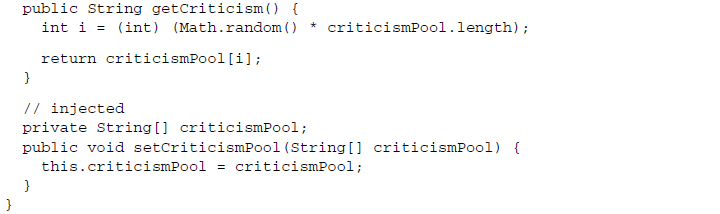 public String getCriticism() {
int i = (int) (Math.random() * criticismPool.length);
return criticismPool[i];
}
// injected
private String[] criticismPool;
public void setCriticismPool(String[] criticismPool) {
this.criticismPool = criticismPool;
}
}